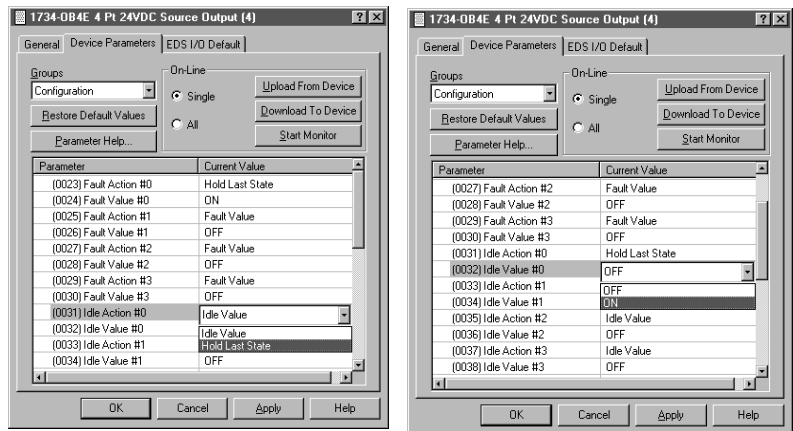 1734-OB4E 4 Pt 24VDC Source Output (4)
General Device Parameters EDS I/O Default
Groups
Configuration
Restore Default Values
Parameter Help...
On-Line
Single
All
Upload From Device
Download To Device
Start Monitor
Parameter Current Value
(0023) Fault Action #0 Hold Last State
(0024) Fault Value #0 ON
(0025) Fault Action #1 Fault Value
(0026) Fault Value #1 OFF
(0027) Fault Action #2 Fault Value
(0028) Fault Value #2 OFF
(0029) Fault Action #3 Fault Value
(0030) Fault Value #3 OFF
(0031) Idle Action #0 Idle Value
(0032) Idle Value #0 Idle Value
(0033) Idle Action #1 Hold Last State
(0034) Idle Value #1 OFF
OK Cancel Apply Help
1734-OB4E 4 Pt 24VDC Source Output (4)
General Device Parameters EDS I/O Default
Groups
Configuration
Restore Default Values
Parameter Help...
On-Line
Single
All
Upload From Device
Download To Device
Start Monitor
Parameter Current Value
(0027) Fault Action #2 Fault Value
(0028) Fault Value #2 OFF
(0029) Fault Action #3 Fault Value
(0030) Fault Value #3 OFF
(0031) Idle Action #0 Hold Last State
(0032) Idle Value #0 OFF
(0033) Idle Action #1 OFF
(0034) Idle Value #1 ON
(0035) Idle Action #2 Idle Value
(0036) Idle Value #2 OFF
(0037) Idle Action #3 Idle Value
(0038) Idle Value #3 OFF
OK Cancel Apply Help